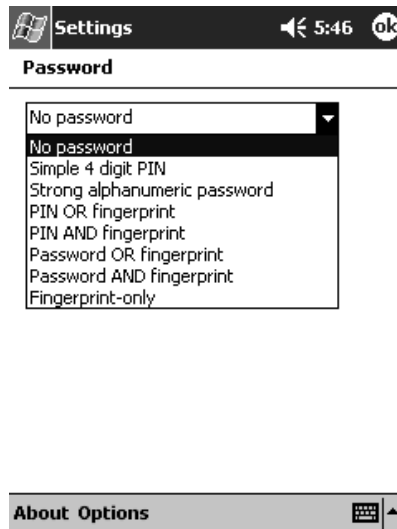 Settings 5:46 ok
Password
No password
No password
Simple 4 digit PIN
Strong alphanumeric password
PIN OR fingerprint
PIN AND fingerprint
Password OR fingerprint
Password AND fingerprint
Fingerprint-only
About Options